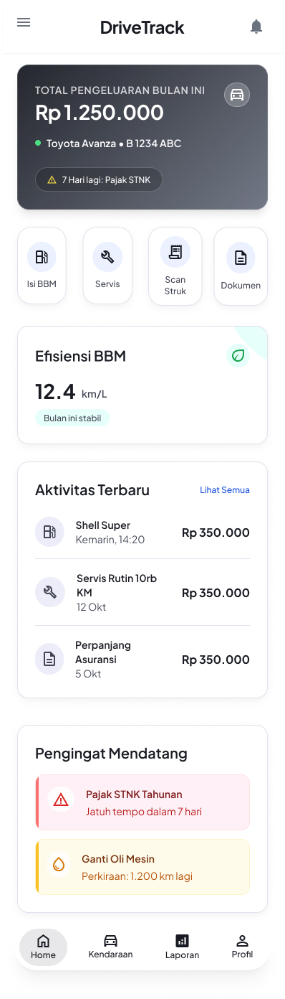 DriveTrack
TOTAL PENGELUARAN BULAN INI
Rp 1.250.000
Toyota Avanza • B 1234 ABC
7 Hari lagi: Pajak STNK
Isi BBM
Servis
Scan
Struk
Dokumen
Efisiensi BBM
12.4 km/L
Bulan ini stabil
Aktivitas Terbaru
Lihat Semua
Shell Super
Kemarin, 14:20
Rp 350.000
Servis Rutin 10rb
KM
12 Okt
Rp 350.000
Perpanjang
Asuransi
5 Okt
Rp 350.000
Pengingat Mendatang
Pajak STNK Tahunan
Jatuh tempo dalam 7 hari
Ganti Oli Mesin
Perkiraan: 1.200 km lagi
Home
Kendaraan
Laporan
Profil